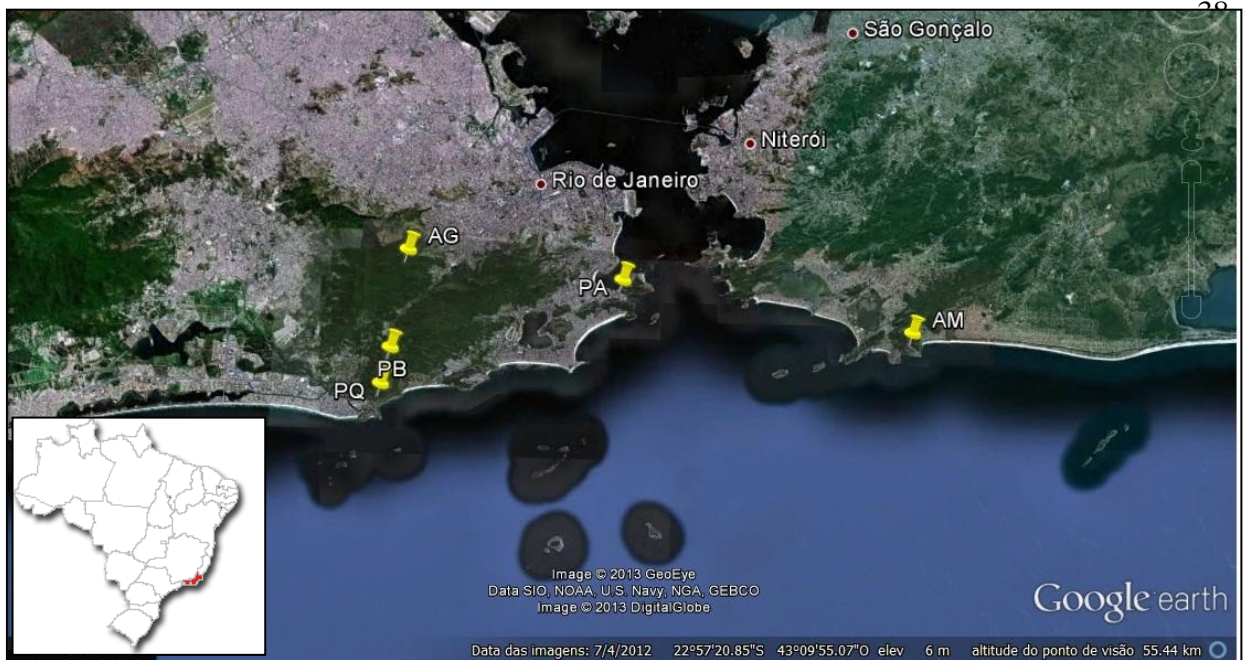 38
São Gonçalo
Niterói
Rio de Janeiro
AG
PA
AM
PB
PQ
Image © 2013 GeoEye
Data SIO, NOAA, U.S. Navy, NGA, GEBCO
Image © 2013 DigitalGlobe
Google earth
Data das imagens: 7/4/2012 22°57'20.85"S 43°09'55.07"O elev 6 m altitude do ponto de visão 55.44 km